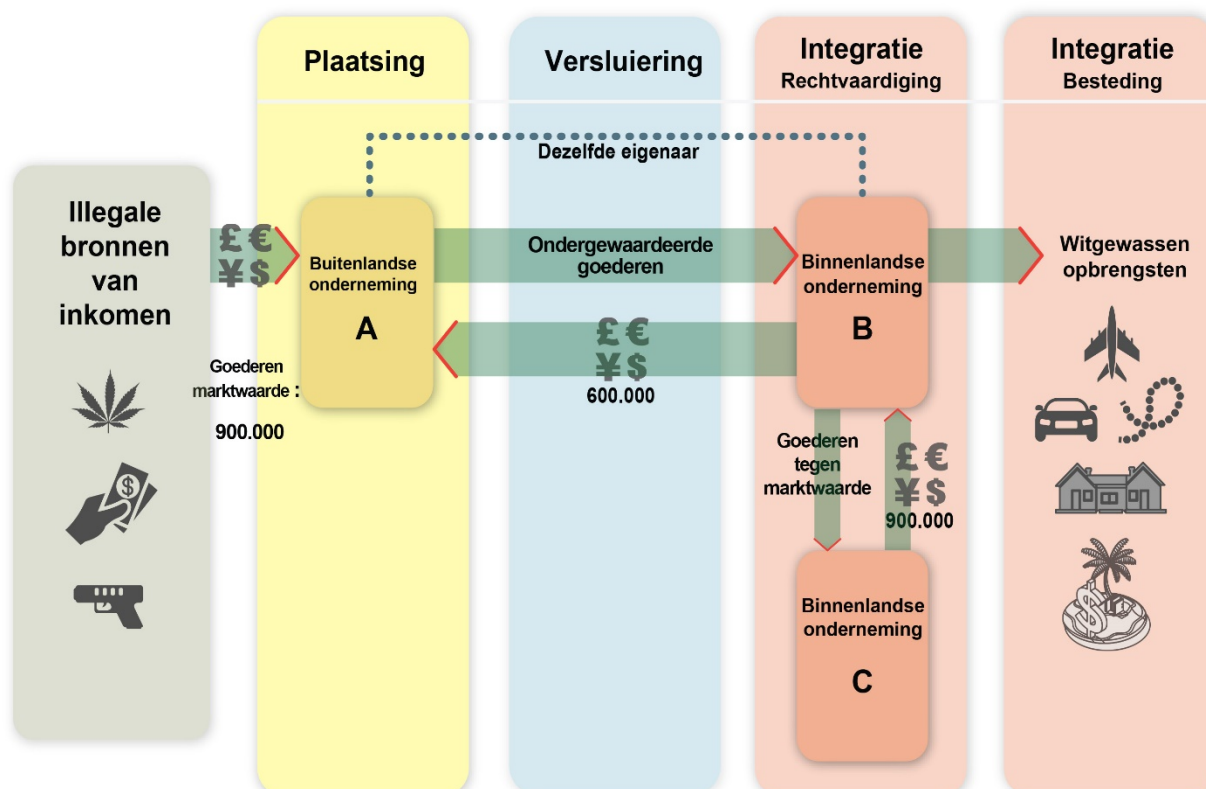 Plaatsing
Versluiering
Integratie
Rechtvaardiging
Integratie
Besteding
Dezelfde eigenaar
Illegale
bronnen
van
inkomen
£ €
¥ $
Buitenlandse
onderneming
A
Ondergewaardeerde
goederen
Binnenlandse
onderneming
B
Witgewassen
opbrengsten
Goederen
marktwaarde :
900.000
£ €
¥ $
600.000
Goederen
tegen
marktwaarde
£ €
¥ $
900.000
Binnenlandse
onderneming
C
$
$